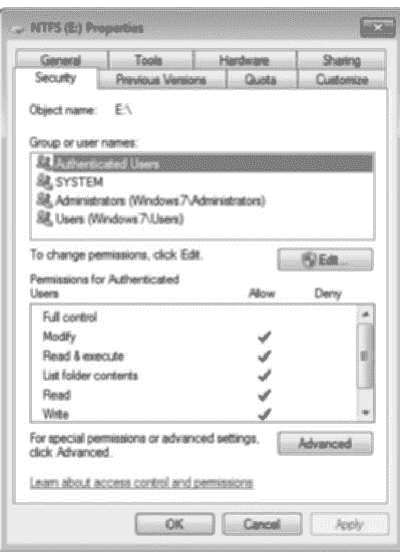 NTFS (E:) Properties
General Tools Hardware Sharing
Security Previous Versions Quota Customize
Object name: E:\
Group or user names:
Authenticated Users
SYSTEM
Administrators (Windows7\Administrators)
Users (Windows7\Users)
To change permissions, click Edit.
Edit...
Permissions for Authenticated
Users Allow Deny
Full control
Modify
Read & execute
List folder contents
Read
Write
For special permissions or advanced settings,
click Advanced.
Advanced
Learn about access control and permissions
OK Cancel Apply